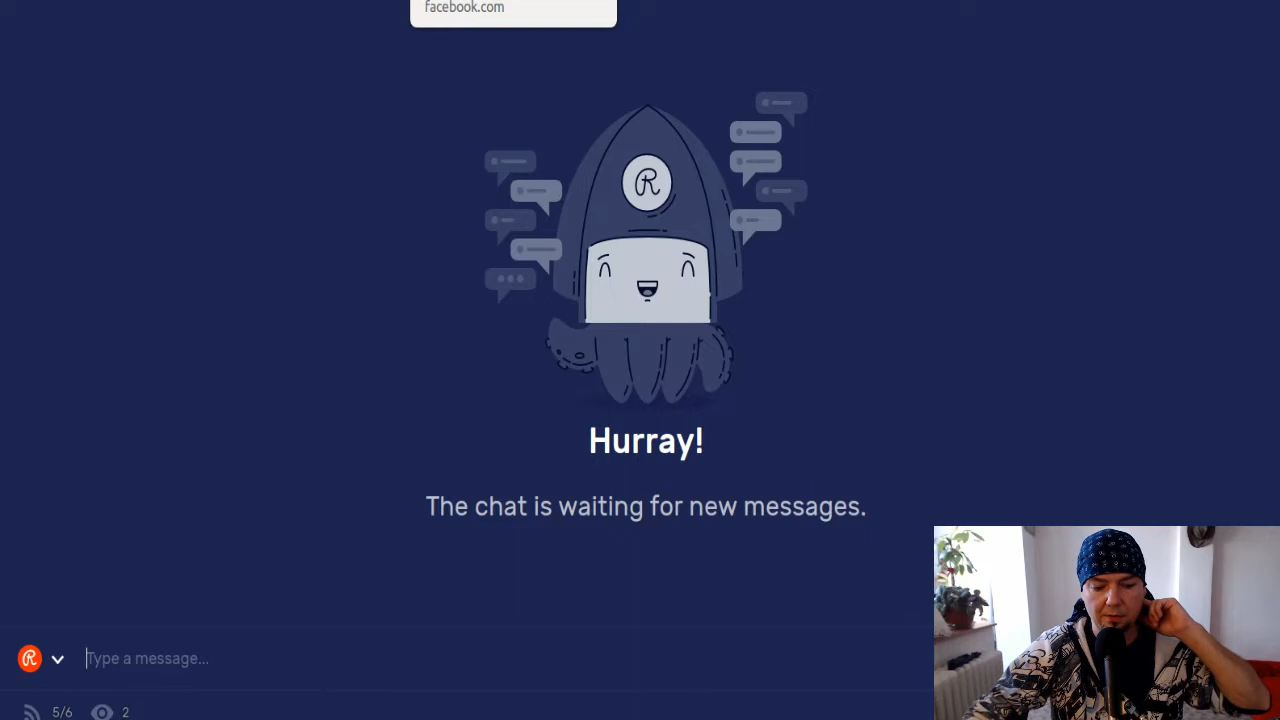 facebook.com
R
Hurray!
The chat is waiting for new messages.
R
Type a message...
5/6
2